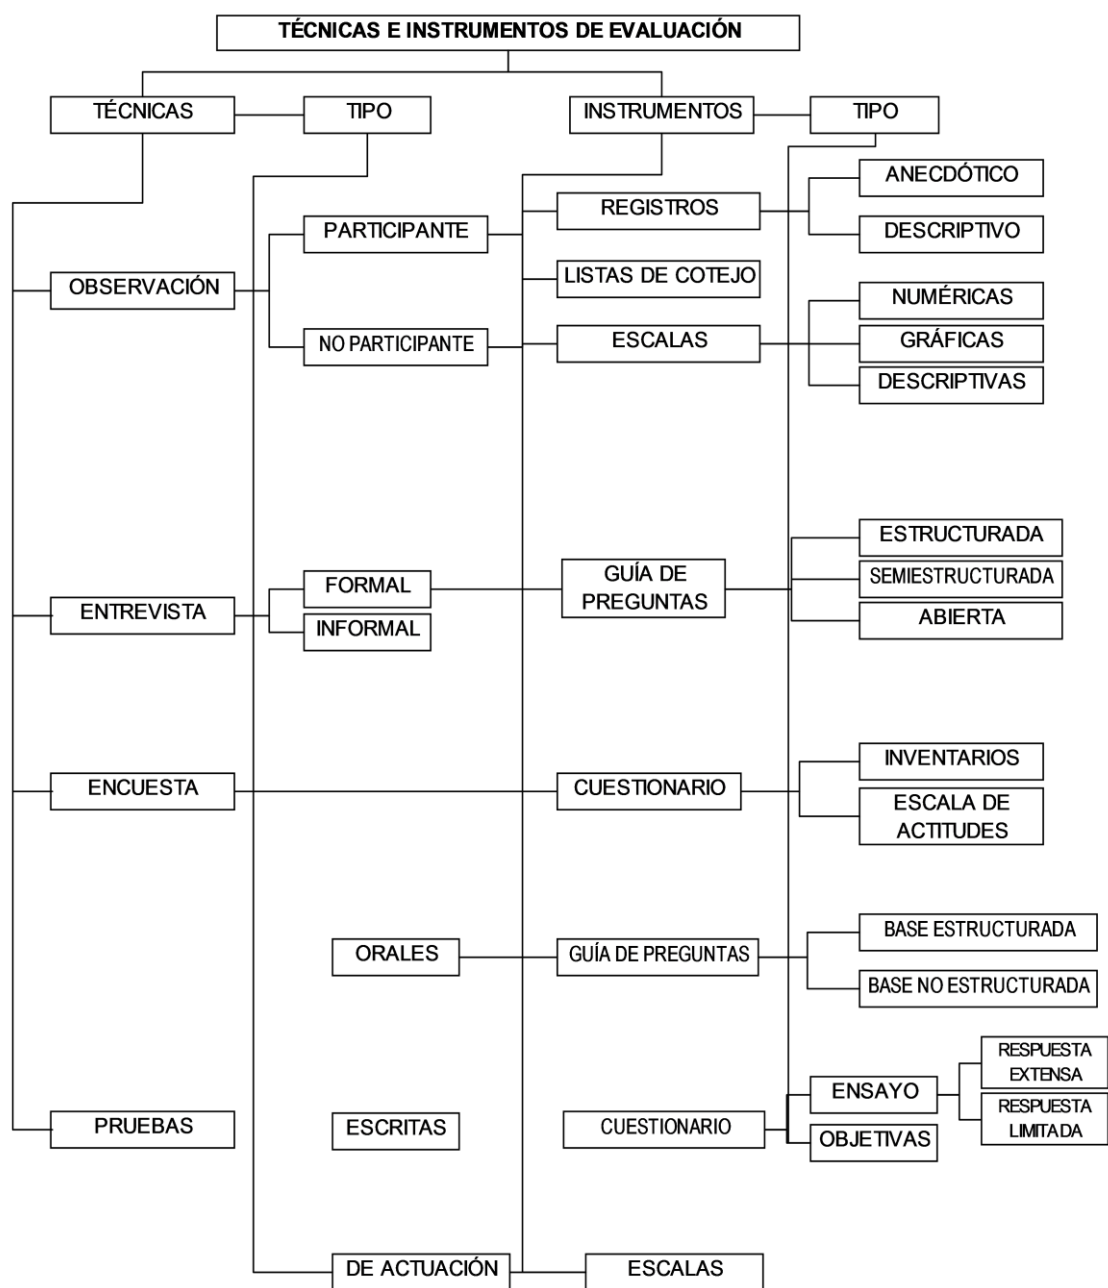 TÉCNICAS E INSTRUMENTOS DE EVALUACIÓN
TÉCNICAS
TIPO
INSTRUMENTOS
TIPO
ANECDÓTICO
REGISTROS
PARTICIPANTE
DESCRIPTIVO
OBSERVACIÓN
LISTAS DE COTEJO
NUMÉRICAS
NO PARTICIPANTE
ESCALAS
GRÁFICAS
DESCRIPTIVAS
ESTRUCTURADA
FORMAL
GUÍA DE
PREGUNTAS
SEMIESTRUCTURADA
ENTREVISTA
INFORMAL
ABIERTA
INVENTARIOS
ENCUESTA
CUESTIONARIO
ESCALA DE
ACTITUDES
BASE ESTRUCTURADA
ORALES
GUÍA DE PREGUNTAS
BASE NO ESTRUCTURADA
RESPUESTA
EXTENSA
ENSAYO
RESPUESTA
LIMITADA
PRUEBAS
ESCRITAS
CUESTIONARIO
OBJETIVAS
DE ACTUACIÓN
ESCALAS